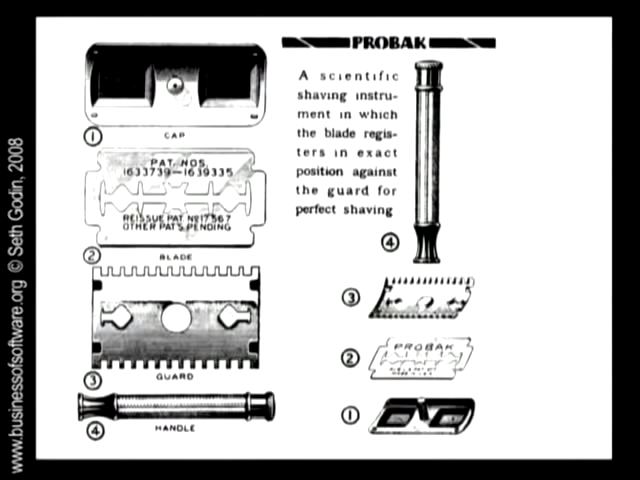 PROBAK
A scientific
shaving instru-
ment in which
the blade regis-
ters in exact
position against
the guard for
perfect shaving
1
CAP
PAT. NOS.
1633739—1639335
REISSUE PAT. No 17567
OTHER PAT'S PENDING
2
BLADE
3
GUARD
4
HANDLE
4
3
2
PROBAK
1
www.businessofsoftware.org © Seth Godin, 2008